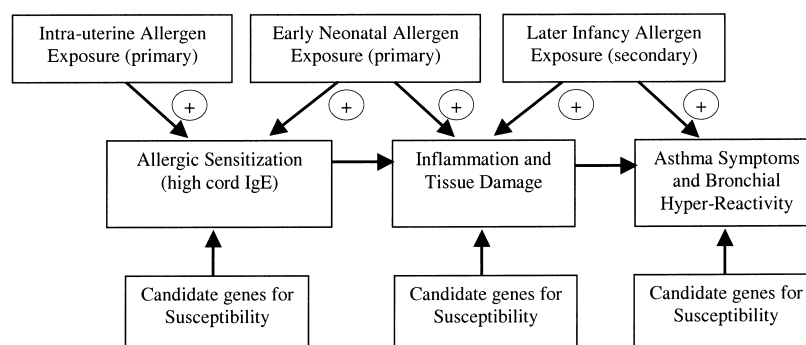 Intra-uterine Allergen
Exposure (primary)
Early Neonatal Allergen
Exposure (primary)
Later Infancy Allergen
Exposure (secondary)
+
+
+
+
+
Allergic Sensitization
(high cord IgE)
Inflammation and
Tissue Damage
Asthma Symptoms
and Bronchial
Hyper-Reactivity
Candidate genes for
Susceptibility
Candidate genes for
Susceptibility
Candidate genes for
Susceptibility